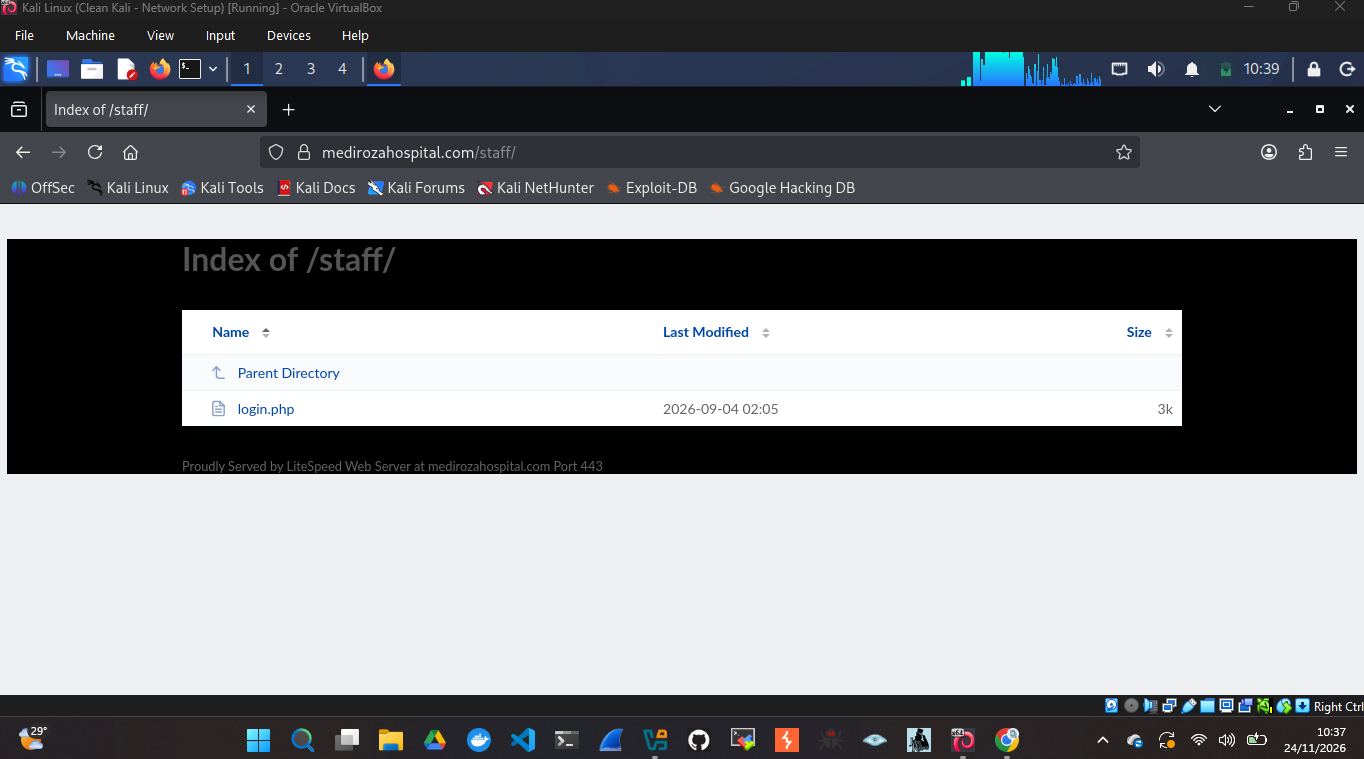 Kali Linux (Clean Kali - Network Setup) [Running] - Oracle VirtualBox
File Machine View Input Devices Help
1 2 3 4 10:39
Index of /staff/
medirozahospital.com/staff/
OffSec Kali Linux Kali Tools Kali Docs Kali Forums Kali NetHunter Exploit-DB Google Hacking DB
Index of /staff/
Name Last Modified Size
Parent Directory
login.php 2026-09-04 02:05 3k
Proudly Served by LiteSpeed Web Server at medirozahospital.com Port 443
Right Ctrl
29°
10:37
24/11/2026